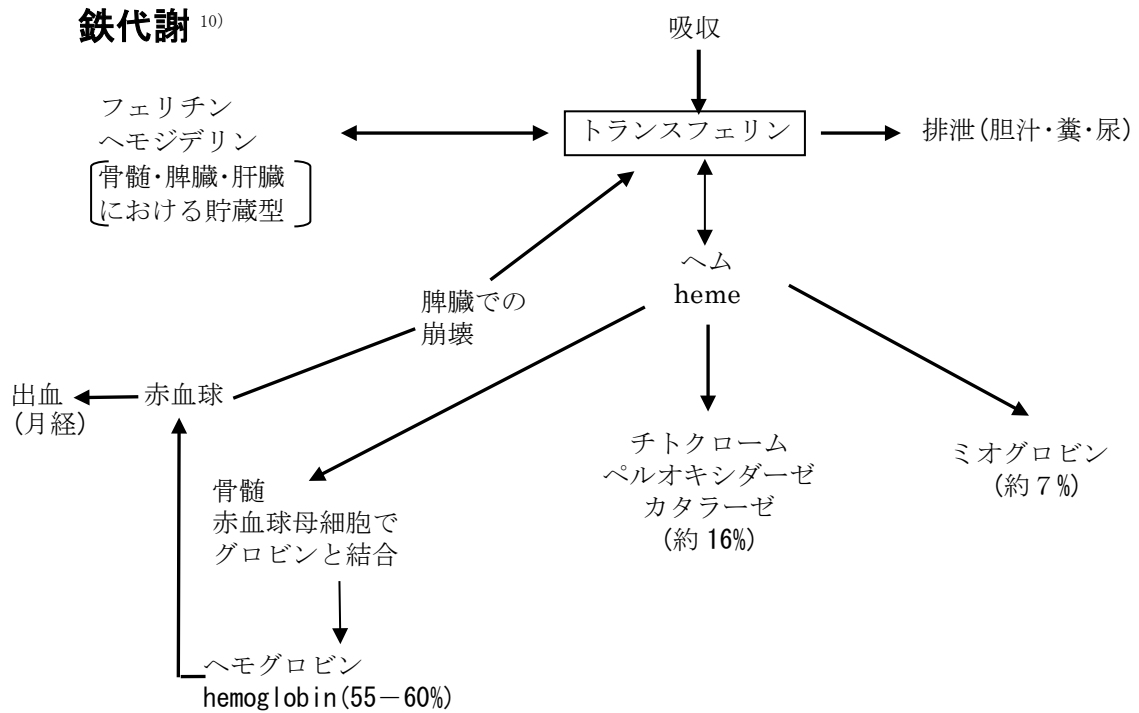 鉄代謝 10)
吸収
フェリチン
ヘモジデリン
骨髄・脾臓・肝臓
における貯蔵型
トランスフェリン
排泄(胆汁・糞・尿)
ヘム
heme
脾臓での
崩壊
出血
(月経)
赤血球
骨髄
赤血球母細胞で
グロビンと結合
チトクローム
ペルオキシダーゼ
カタラーゼ
(約 16%)
ミオグロビン
(約7%)
ヘモグロビン
hemoglobin(55-60%)